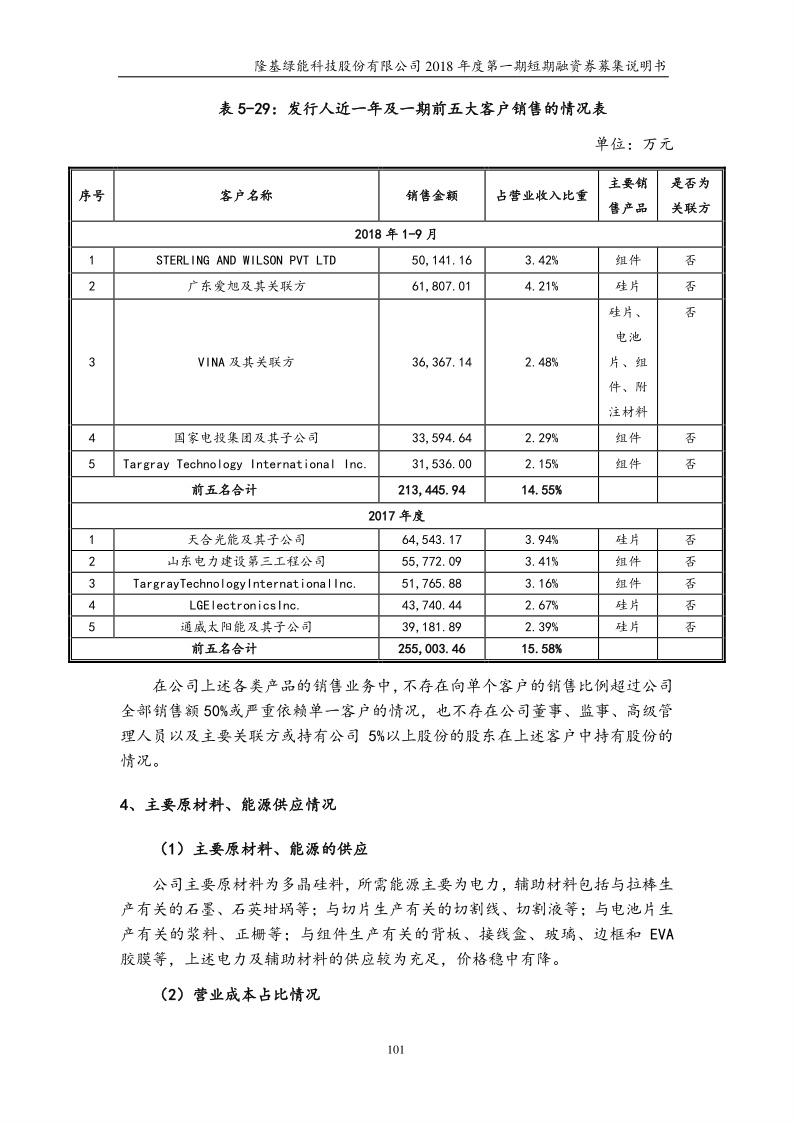 隆基绿能科技股份有限公司 2018 年度第一期短期融资券募集说明书
表 5-29：发行人近一年及一期前五大客户销售的情况表
单位：万元
序号 客户名称 销售金额 占营业收入比重 主要销售产品 是否为关联方
2018 年 1-9 月
1 STERLING AND WILSON PVT LTD 50,141.16 3.42% 组件 否
2 广东爱旭及其关联方 61,807.01 4.21% 硅片 否
3 VINA 及其关联方 36,367.14 2.48% 硅片、电池片、组件、附注材料 否
4 国家电投集团及其子公司 33,594.64 2.29% 组件 否
5 Targray Technology International Inc. 31,536.00 2.15% 组件 否
前五名合计 213,445.94 14.55%
2017 年度
1 天合光能及其子公司 64,543.17 3.94% 硅片 否
2 山东电力建设第三工程公司 55,772.09 3.41% 组件 否
3 TargrayTechnologyInternationalInc. 51,765.88 3.16% 组件 否
4 LGElectronicsInc. 43,740.44 2.67% 硅片 否
5 通威太阳能及其子公司 39,181.89 2.39% 硅片 否
前五名合计 255,003.46 15.58%
在公司上述各类产品的销售业务中，不存在向单个客户的销售比例超过公司
全部销售额 50%或严重依赖单一客户的情况，也不存在公司董事、监事、高级管
理人员以及主要关联方或持有公司 5%以上股份的股东在上述客户中持有股份的
情况。
4、主要原材料、能源供应情况
（1）主要原材料、能源的供应
公司主要原材料为多晶硅料，所需能源主要为电力，辅助材料包括与拉棒生
产有关的石墨、石英坩埚等；与切片生产有关的切割线、切割液等；与电池片生
产有关的浆料、正栅等；与组件生产有关的背板、接线盒、玻璃、边框和 EVA
胶膜等，上述电力及辅助材料的供应较为充足，价格稳中有降。
（2）营业成本占比情况
101